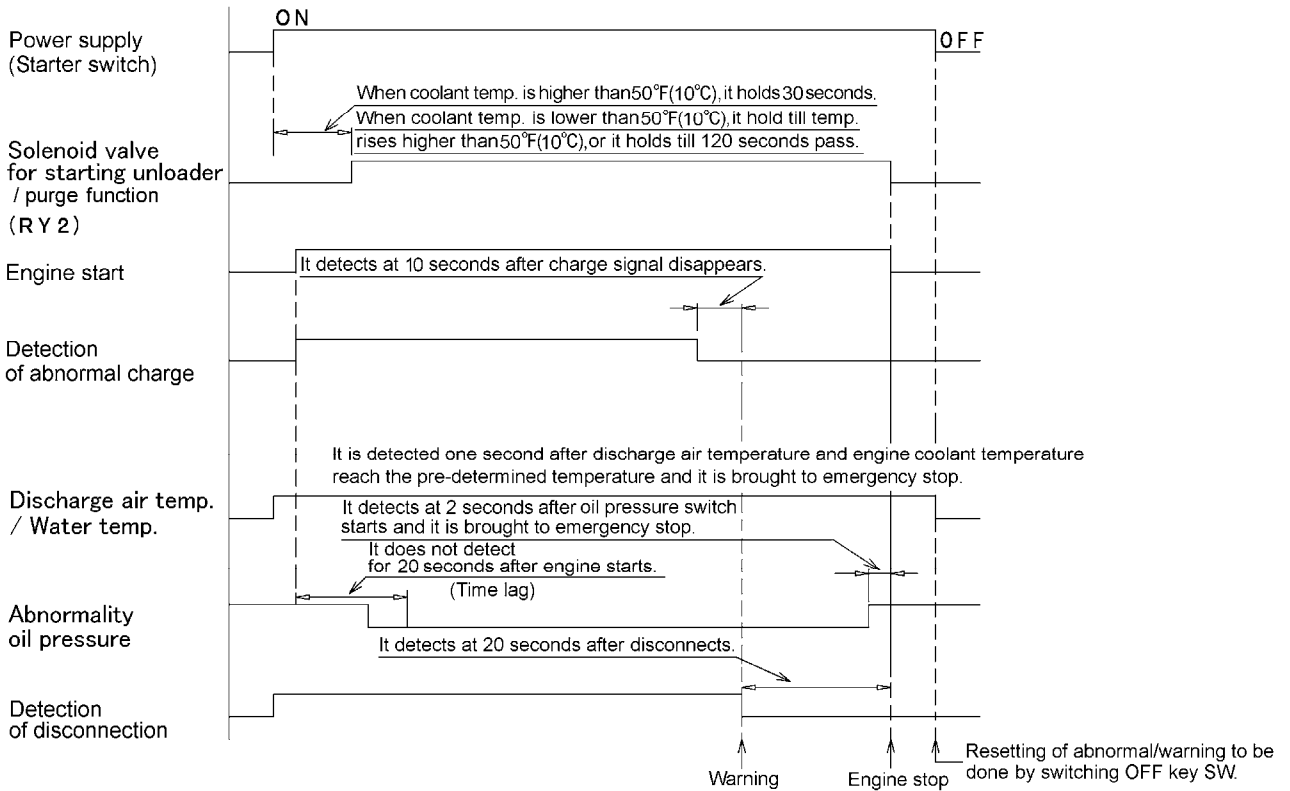 ON
Power supply
(Starter switch)
OFF
When coolant temp. is higher than50°F(10°C),it holds30seconds.
When coolant temp. is lower than50°F(10°C),it hold till temp.
rises higher than50°F(10°C),or it holds till 120 seconds pass.
Solenoid valve
for starting unloader
/ purge function
(RY2)
Engine start
It detects at 10 seconds after charge signal disappears.
Detection
of abnormal charge
It is detected one second after discharge air temperature and engine coolant temperature
reach the pre-determined temperature and it is brought to emergency stop.
Discharge air temp.
/ Water temp.
It detects at 2 seconds after oil pressure switch
starts and it is brought to emergency stop.
It does not detect
for 20 seconds after engine starts.
(Time lag)
Abnormality
oil pressure
It detects at 20 seconds after disconnects.
Detection
of disconnection
Warning
Engine stop
Resetting of abnormal/warning to be
done by switching OFF key SW.